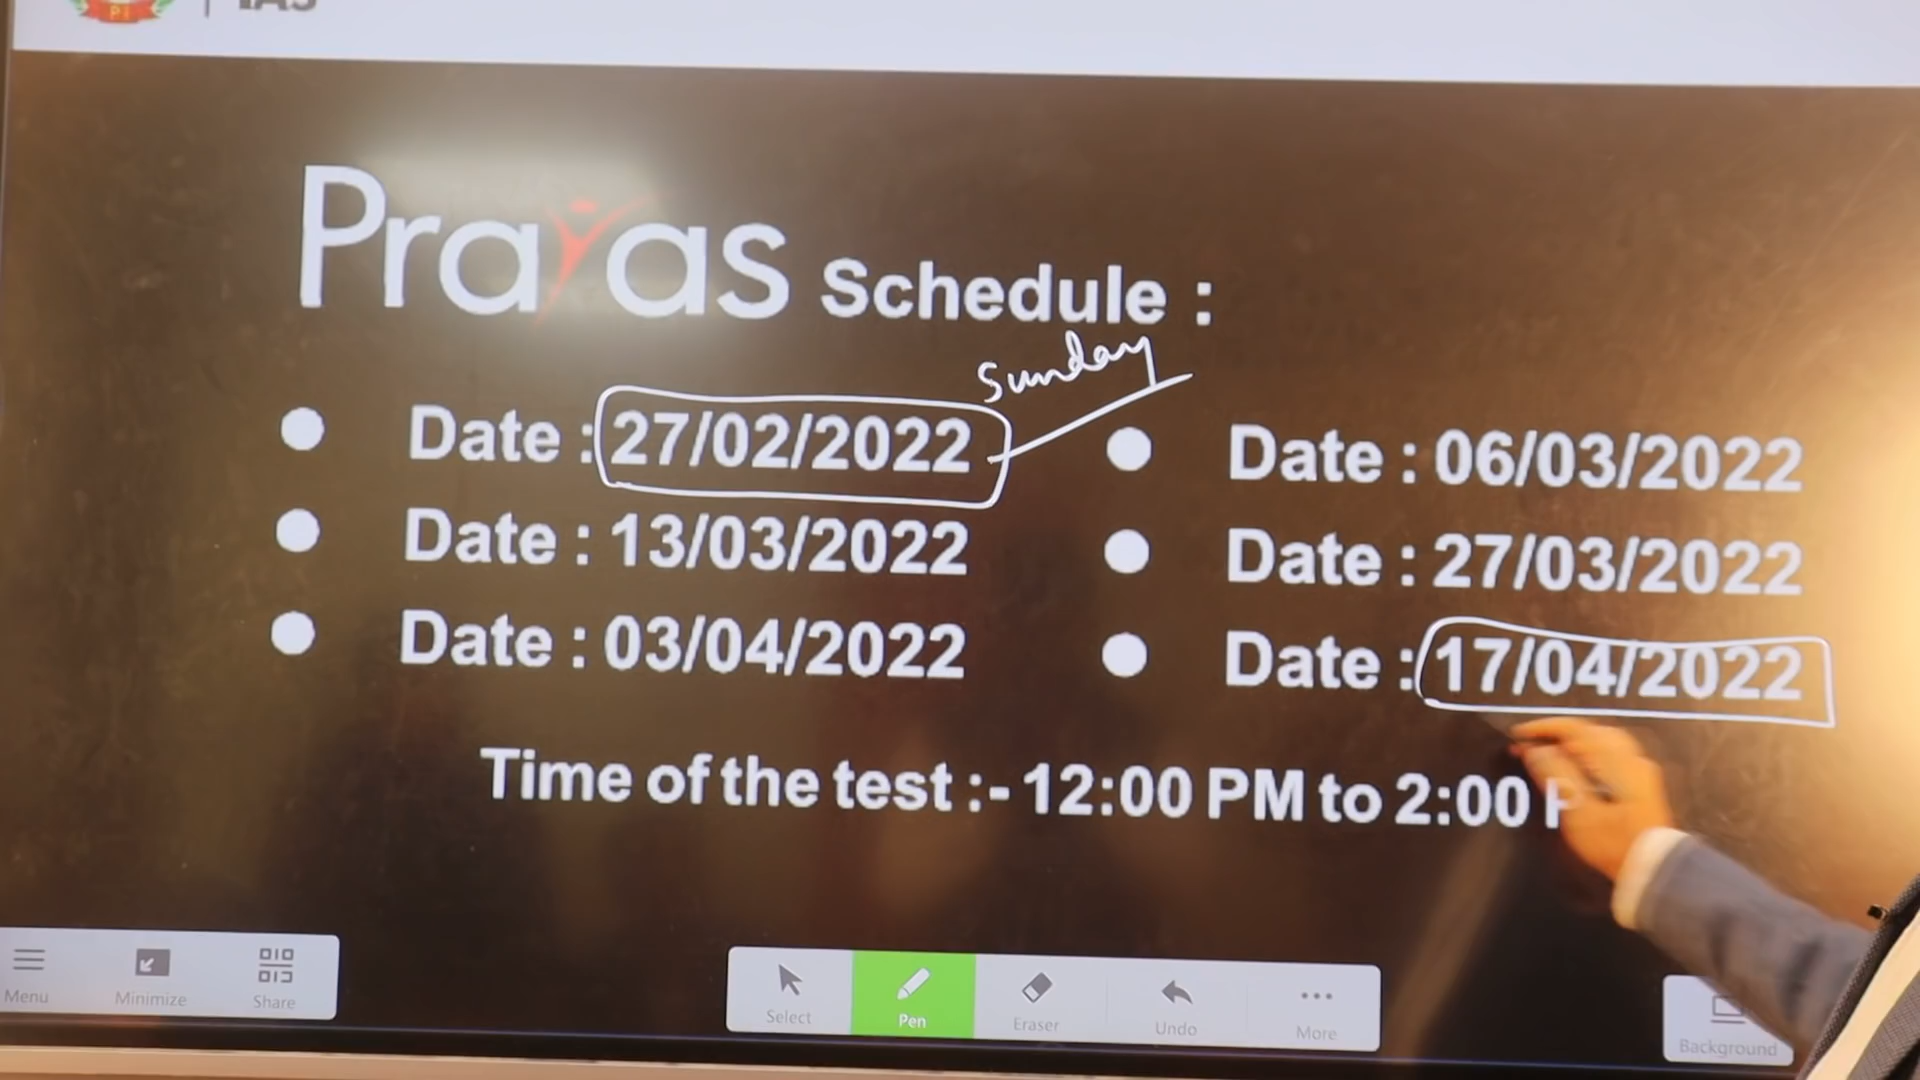 PI | IAS
Prayas Schedule :
Sunday
Date : 27/02/2022
Date : 06/03/2022
Date : 13/03/2022
Date : 27/03/2022
Date : 03/04/2022
Date : 17/04/2022
Time of the test :- 12:00 PM to 2:00 P
Menu
Minimize
Share
Select
Pen
Eraser
Undo
More
Background